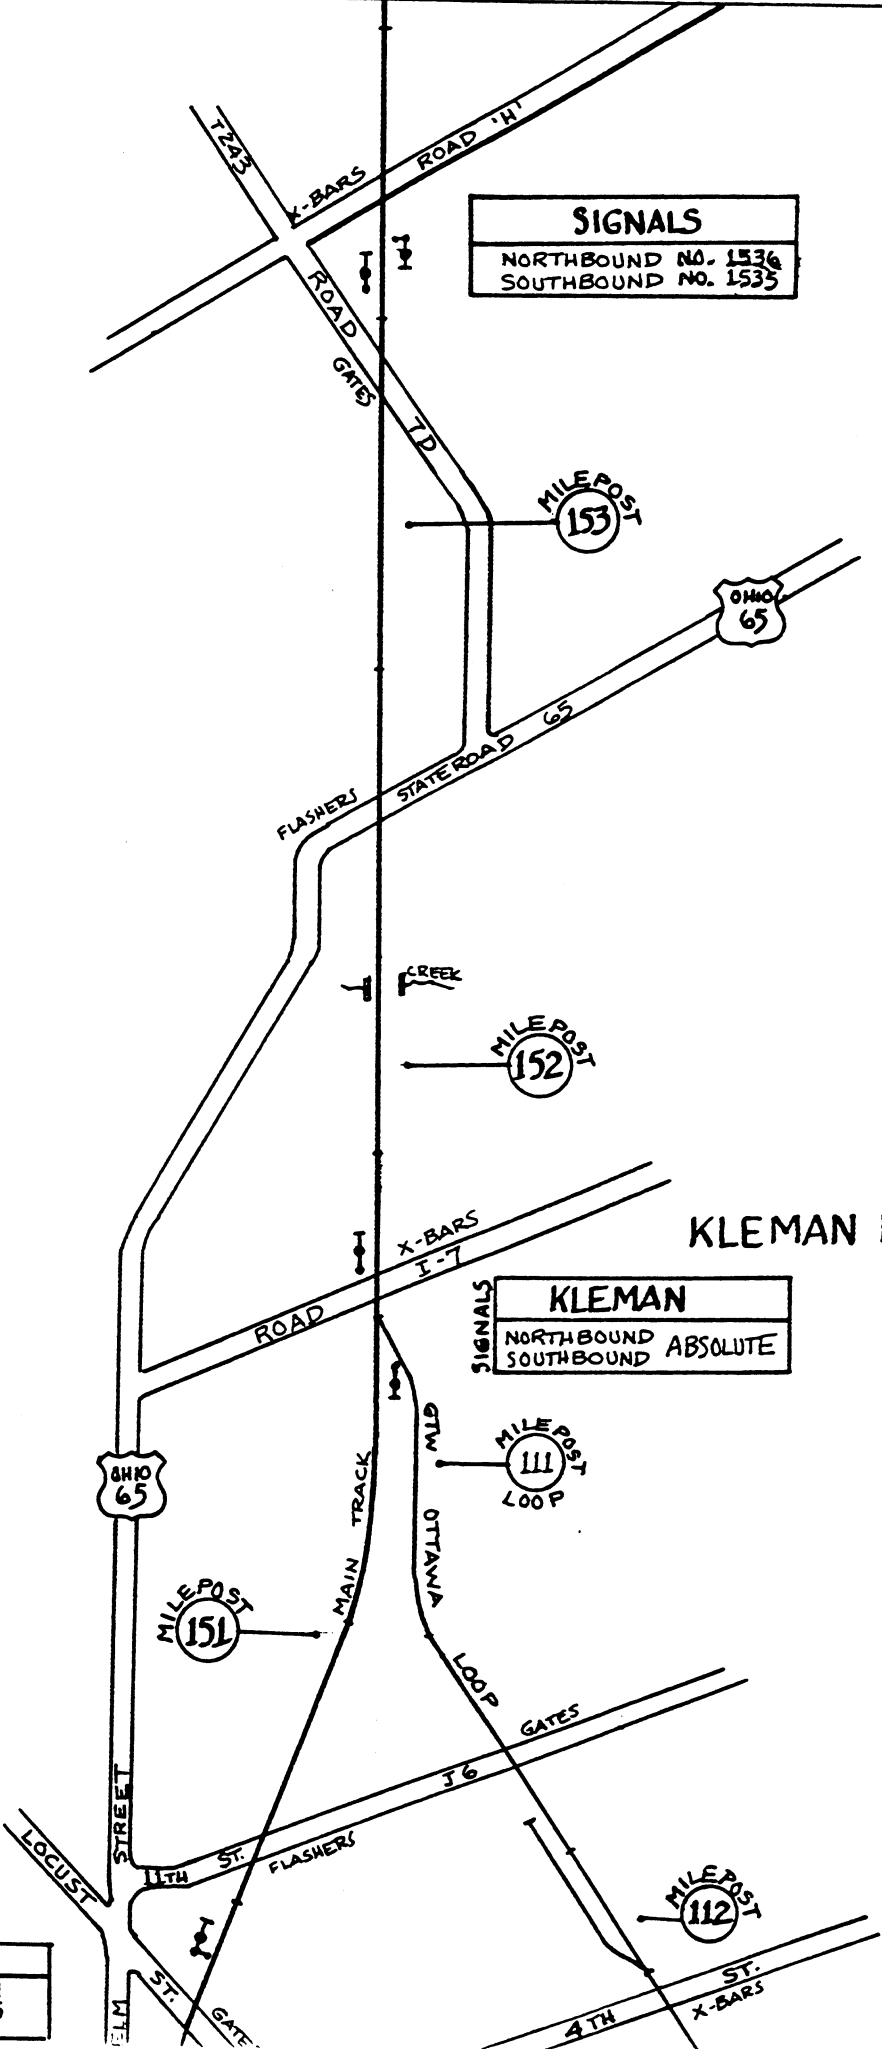 T243
X-BARS
ROAD 'H'
SIGNALS
NORTHBOUND NO. 1536
SOUTHBOUND NO. 1535
ROAD
GATES
7D
MILEPOST
153
OHIO
65
STATE ROAD 65
FLASHERS
CREEK
MILEPOST
152
X-BARS
KLEMAN
ROAD I-7
SIGNALS
KLEMAN
NORTHBOUND
SOUTHBOUND ABSOLUTE
GTW OTTAWA LOOP
MILEPOST
111
LOOP
OHIO
65
MAIN TRACK
MILEPOST
151
GATES
J6
STREET
LOCUST
11TH ST.
FLASHERS
MILEPOST
112
ST.
GATE
ELM
4TH ST.
X-BARS